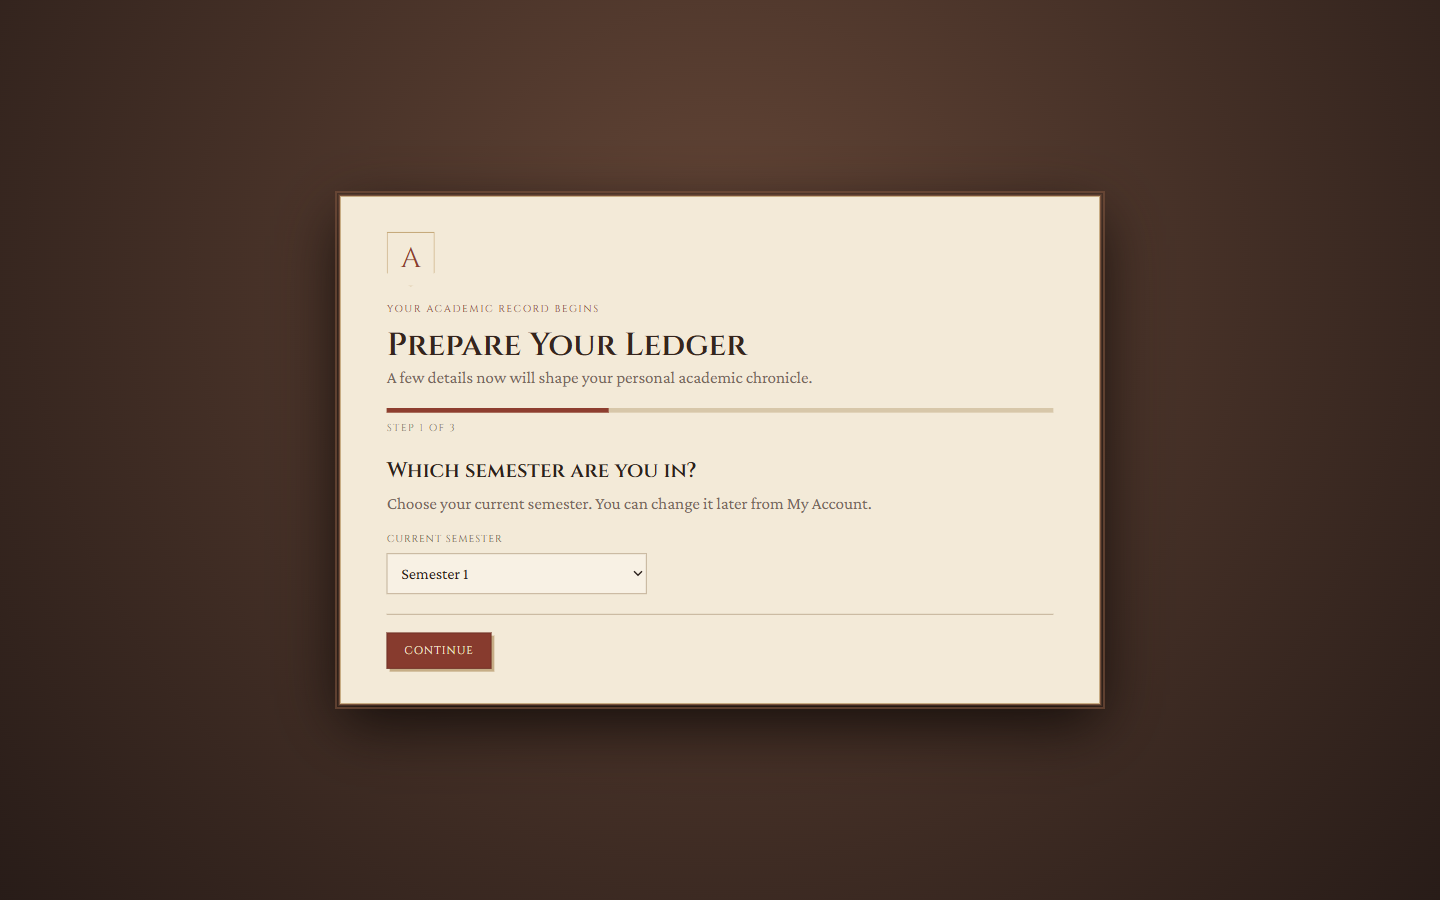 A
YOUR ACADEMIC RECORD BEGINS
Prepare Your Ledger
A few details now will shape your personal academic chronicle.
STEP 1 OF 3
Which semester are you in?
Choose your current semester. You can change it later from My Account.
CURRENT SEMESTER
Semester 1
CONTINUE